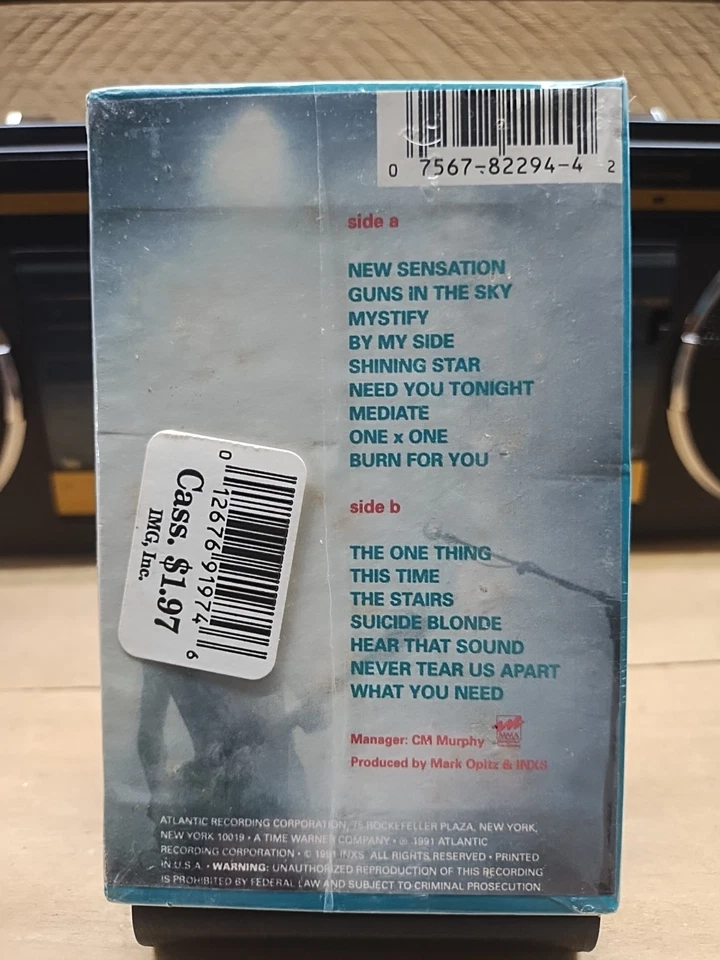 0 7567-82294-4 2
side a
NEW SENSATION
GUNS IN THE SKY
MYSTIFY
BY MY SIDE
SHINING STAR
NEED YOU TONIGHT
MEDIATE
ONE x ONE
BURN FOR YOU
side b
THE ONE THING
THIS TIME
THE STAIRS
SUICIDE BLONDE
HEAR THAT SOUND
NEVER TEAR US APART
WHAT YOU NEED
Manager: CM Murphy
MMA
Produced by Mark Opitz & INXS
0 12676 91974 6
Cass. $1.97
IMG, Inc.
ATLANTIC RECORDING CORPORATION, 75 ROCKEFELLER PLAZA, NEW YORK,
NEW YORK 10019 • A TIME WARNER COMPANY • ℗ 1991 ATLANTIC
RECORDING CORPORATION • © 1991 INXS ALL RIGHTS RESERVED • PRINTED
IN U.S.A. • WARNING: UNAUTHORIZED REPRODUCTION OF THIS RECORDING
IS PROHIBITED BY FEDERAL LAW AND SUBJECT TO CRIMINAL PROSECUTION